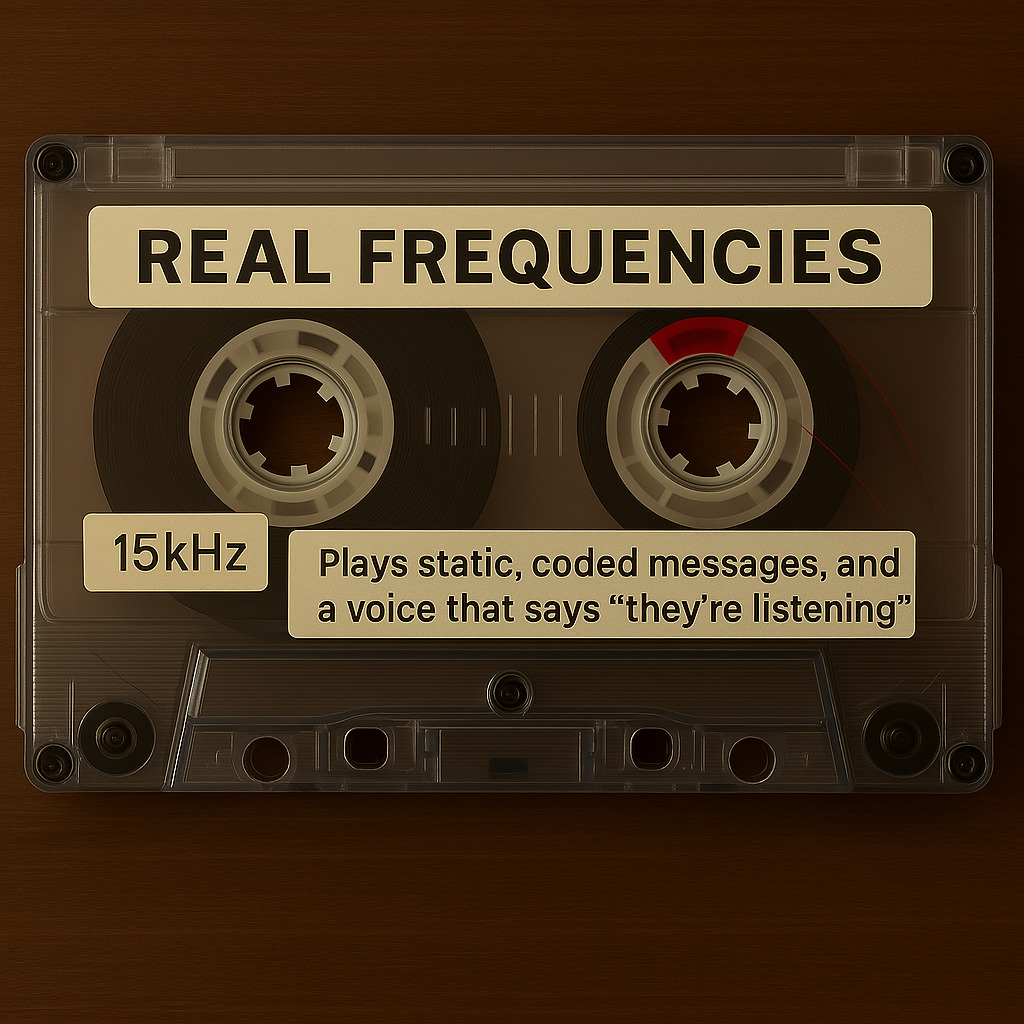 REAL FREQUENCIES
15kHz
Plays static, coded messages, and
a voice that says “they’re listening”